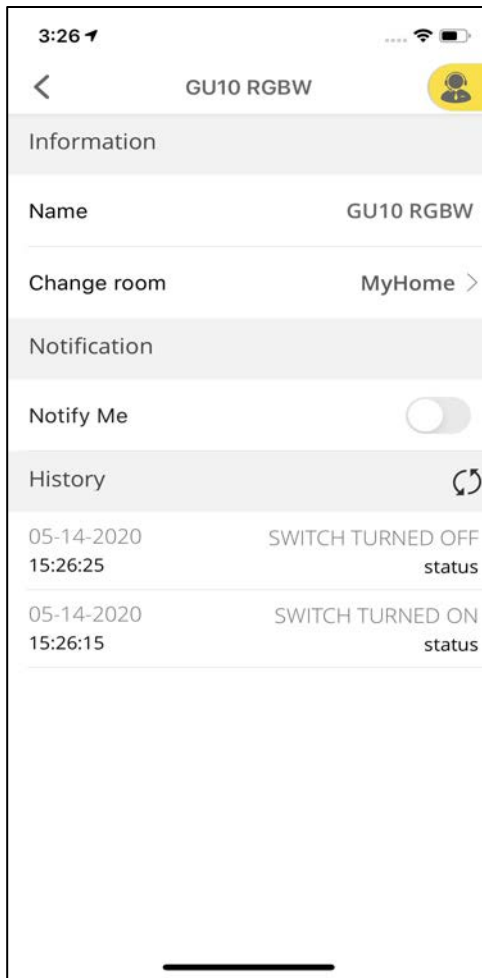 3:26
GU10 RGBW
Information
Name GU10 RGBW
Change room MyHome >
Notification
Notify Me
History
05-14-2020 SWITCH TURNED OFF
15:26:25 status
05-14-2020 SWITCH TURNED ON
15:26:15 status